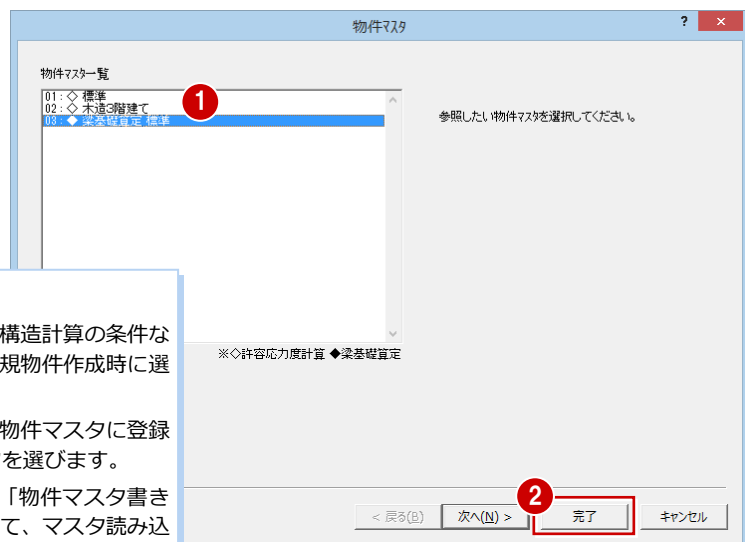 物件マスタ
? ×
物件マスター覧
01:◇ 標準
02:◇ 木造3階建て
03:◆ 梁基礎算定 標準
1
参照したい物件マスタを選択してください。
※◇許容応力度計算 ◆梁基礎算定
構造計算の条件な
規物件作成時に選
物件マスタに登録
を選びます。
「物件マスタ書き
て、マスタ読み込
2
< 戻る(B)
次へ(N) >
完了
キャンセル